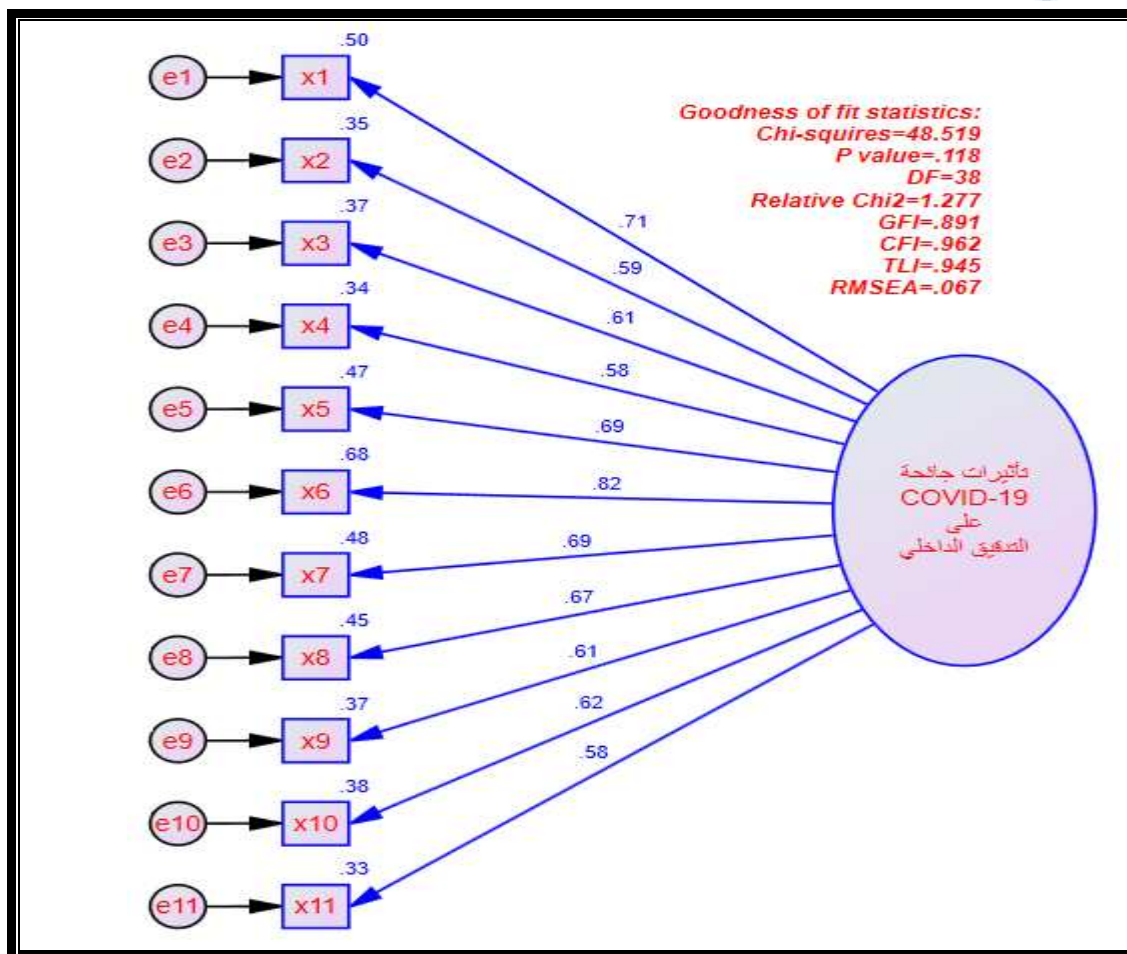 .50
e1
x1
Goodness of fit statistics:
Chi-squires=48.519
P value=.118
DF=38
Relative Chi2=1.277
GFI=.891
CFI=.962
TLI=.945
RMSEA=.067
.71
.35
e2
x2
.59
.37
e3
x3
.61
.34
e4
x4
.58
.47
e5
x5
.69
.68
e6
x6
.82
تأثيرات جائحة
COVID-19
على
التدقيق الداخلي
.48
e7
x7
.69
.45
e8
x8
.67
.37
e9
x9
.61
.38
e10
x10
.62
.33
e11
x11
.58